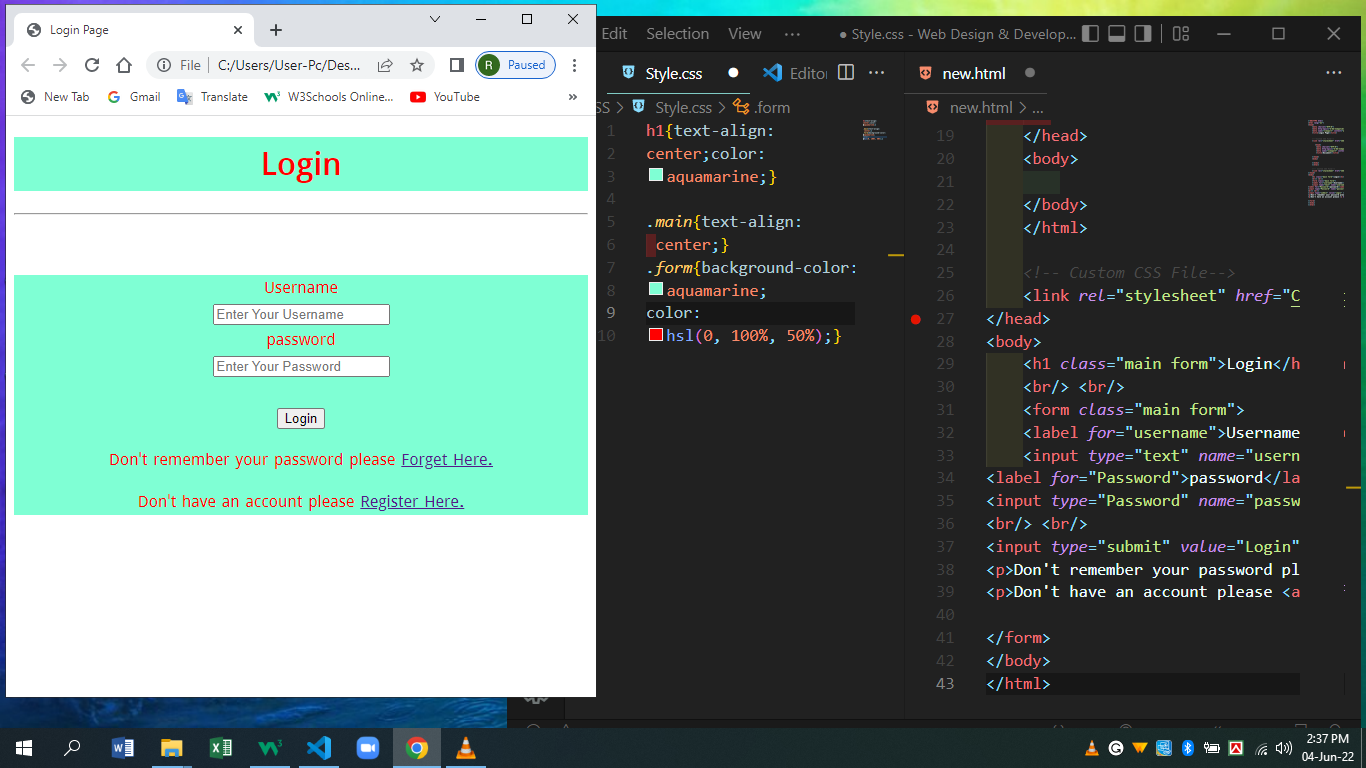 Login Page
File
C:/Users/User-Pc/Des...
R
Paused
New Tab
Gmail
Translate
W3Schools Onlin...
YouTube
»
Login
Username
Enter Your Username
password
Enter Your Password
Login
Don't remember your password please Forget Here.
Don't have an account please Register Here.
Edit Selection View ···
● Style.css - Web Design & Develop...
Style.css
Editor
SS > Style.css > .form
1 h1{text-align:
2 center;color:
3 aquamarine;}
4
5 .main{text-align:
6 center;}
7 .form{background-color:
8 aquamarine;
9 color:
10 hsl(0, 100%, 50%);}
new.html
new.html > ...
19 </head>
20 <body>
21
22 </body>
23 </html>
24
25 <!-- Custom CSS File-->
26 <link rel="stylesheet" href="C
27 </head>
28 <body>
29 <h1 class="main form">Login</h
30 <br/> <br/>
31 <form class="main form">
32 <label for="username">Username
33 <input type="text" name="usern
34 <label for="Password">password</la
35 <input type="Password" name="passw
36 <br/> <br/>
37 <input type="submit" value="Login"
38 <p>Don't remember your password pl
39 <p>Don't have an account please <a
40
41 </form>
42 </body>
43 </html>
2:37 PM
04-Jun-22